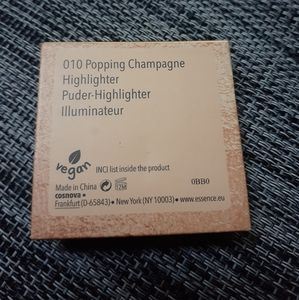 010 Popping Champagne
Highlighter
Puder-Highlighter
Illuminateur
vegan
INCI list inside the product
Made in China
12M
0BB0
cosnova •
Frankfurt (D-65843) • New York (NY 10003) • www.essence.eu